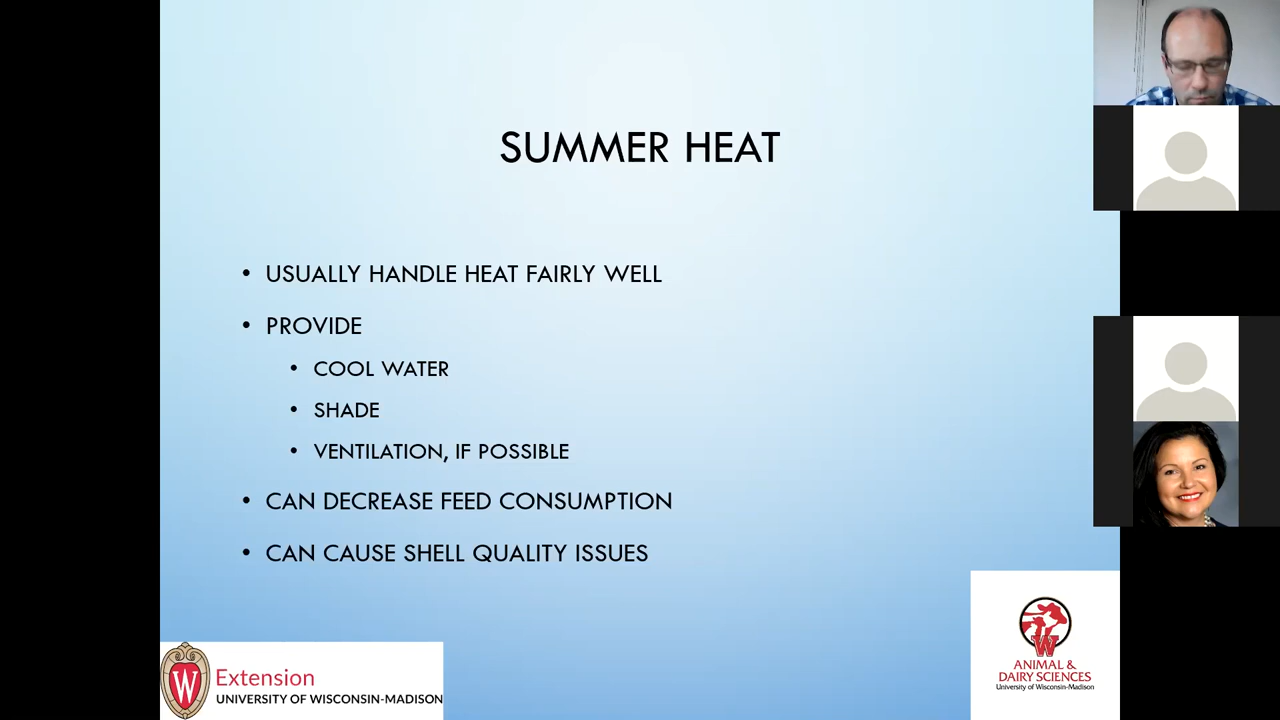 SUMMER HEAT
• USUALLY HANDLE HEAT FAIRLY WELL
• PROVIDE
• COOL WATER
• SHADE
• VENTILATION, IF POSSIBLE
• CAN DECREASE FEED CONSUMPTION
• CAN CAUSE SHELL QUALITY ISSUES
W
Extension
UNIVERSITY OF WISCONSIN-MADISON
W
ANIMAL &
DAIRY SCIENCES
University of Wisconsin-Madison